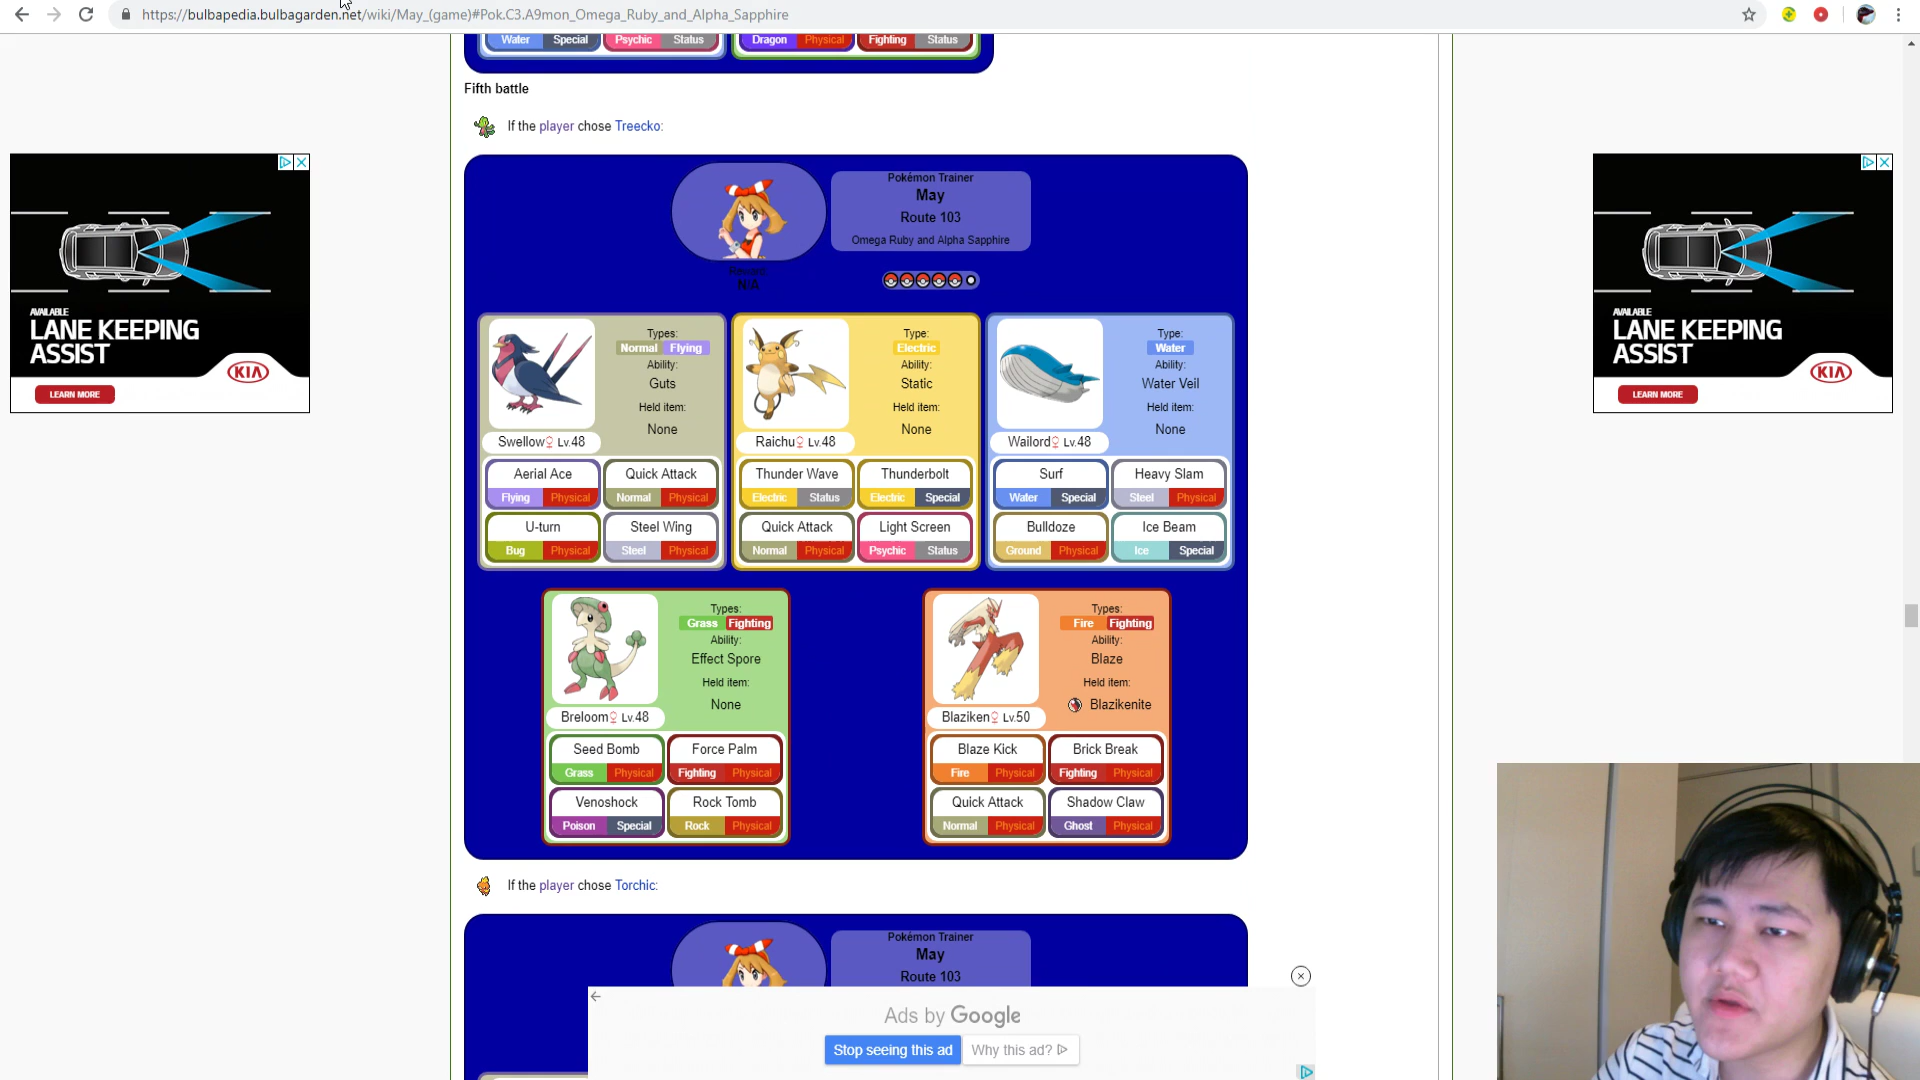 https://bulbapedia.bulbagarden.net/wiki/May_(game)#Pok.C3.A9mon_Omega_Ruby_and_Alpha_Sapphire
Water Special Psychic Status Dragon Physical Fighting Status
Fifth battle
If the player chose Treecko:
Pokémon Trainer
May
Route 103
Omega Ruby and Alpha Sapphire
Reward:
N/A
AVAILABLE
LANE KEEPING
ASSIST
KIA
LEARN MORE
AVAILABLE
LANE KEEPING
ASSIST
KIA
LEARN MORE
Types:
Normal Flying
Ability:
Guts
Held item:
None
Swellow♀ Lv.48
Aerial Ace Quick Attack
Flying Physical Normal Physical
U-turn Steel Wing
Bug Physical Steel Physical
Type:
Electric
Ability:
Static
Held item:
None
Raichu♀ Lv.48
Thunder Wave Thunderbolt
Electric Status Electric Special
Quick Attack Light Screen
Normal Physical Psychic Status
Type:
Water
Ability:
Water Veil
Held item:
None
Wailord♀ Lv.48
Surf Heavy Slam
Water Special Steel Physical
Bulldoze Ice Beam
Ground Physical Ice Special
Types:
Grass Fighting
Ability:
Effect Spore
Held item:
None
Breloom♀ Lv.48
Seed Bomb Force Palm
Grass Physical Fighting Physical
Venoshock Rock Tomb
Poison Special Rock Physical
Types:
Fire Fighting
Ability:
Blaze
Held item:
Blazikenite
Blaziken♀ Lv.50
Blaze Kick Brick Break
Fire Physical Fighting Physical
Quick Attack Shadow Claw
Normal Physical Ghost Physical
If the player chose Torchic:
Pokémon Trainer
May
Route 103
Ads by Google
Stop seeing this ad Why this ad?